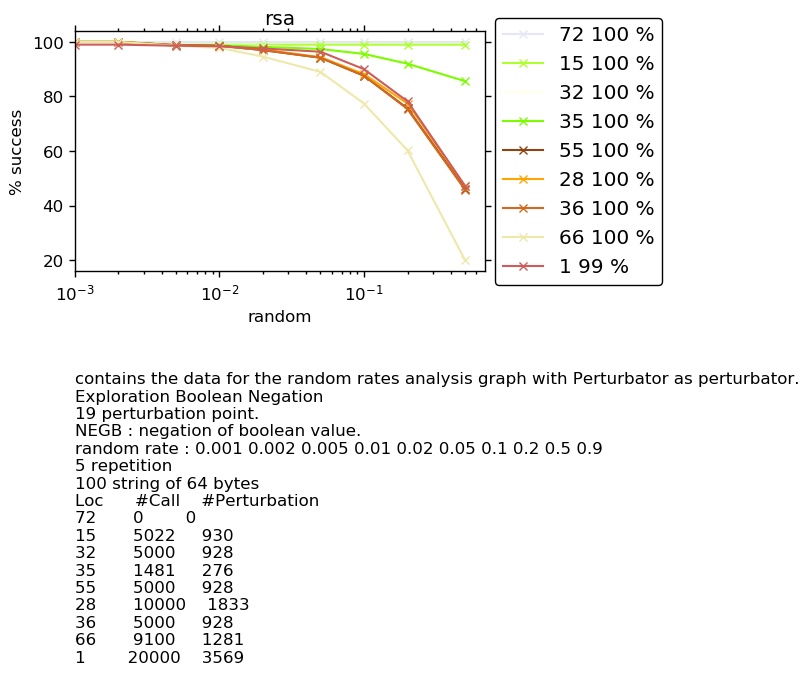 rsa
100
80
60
40
20
% success
10⁻³
10⁻²
10⁻¹
random
72 100 %
15 100 %
32 100 %
35 100 %
55 100 %
28 100 %
36 100 %
66 100 %
1 99 %
contains the data for the random rates analysis graph with Perturbator as perturbator.
Exploration Boolean Negation
19 perturbation point.
NEGB : negation of boolean value.
random rate : 0.001 0.002 0.005 0.01 0.02 0.05 0.1 0.2 0.5 0.9
5 repetition
100 string of 64 bytes
Loc #Call #Perturbation
72 0 0
15 5022 930
32 5000 928
35 1481 276
55 5000 928
28 10000 1833
36 5000 928
66 9100 1281
1 20000 3569